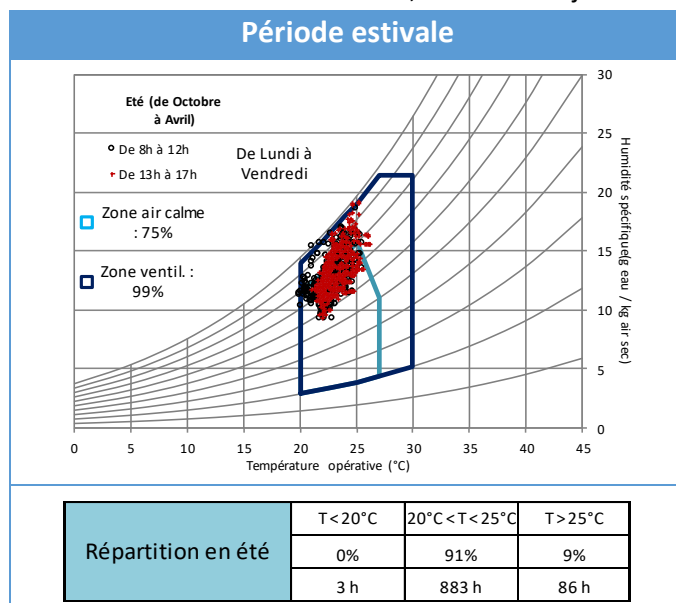 Période estivale
Eté (de Octobre
à Avril)
De 8h à 12h
De 13h à 17h
De Lundi à
Vendredi
Zone air calme
: 75%
Zone ventil. :
99%
30
25
20
15
10
5
0
Humidité spécifique(g eau / kg air sec)
0 5 10 15 20 25 30 35 40 45
Température opérative (°C)
Répartition en été
T<20°C 20°C<T<25°C T>25°C
0% 91% 9%
3 h 883 h 86 h